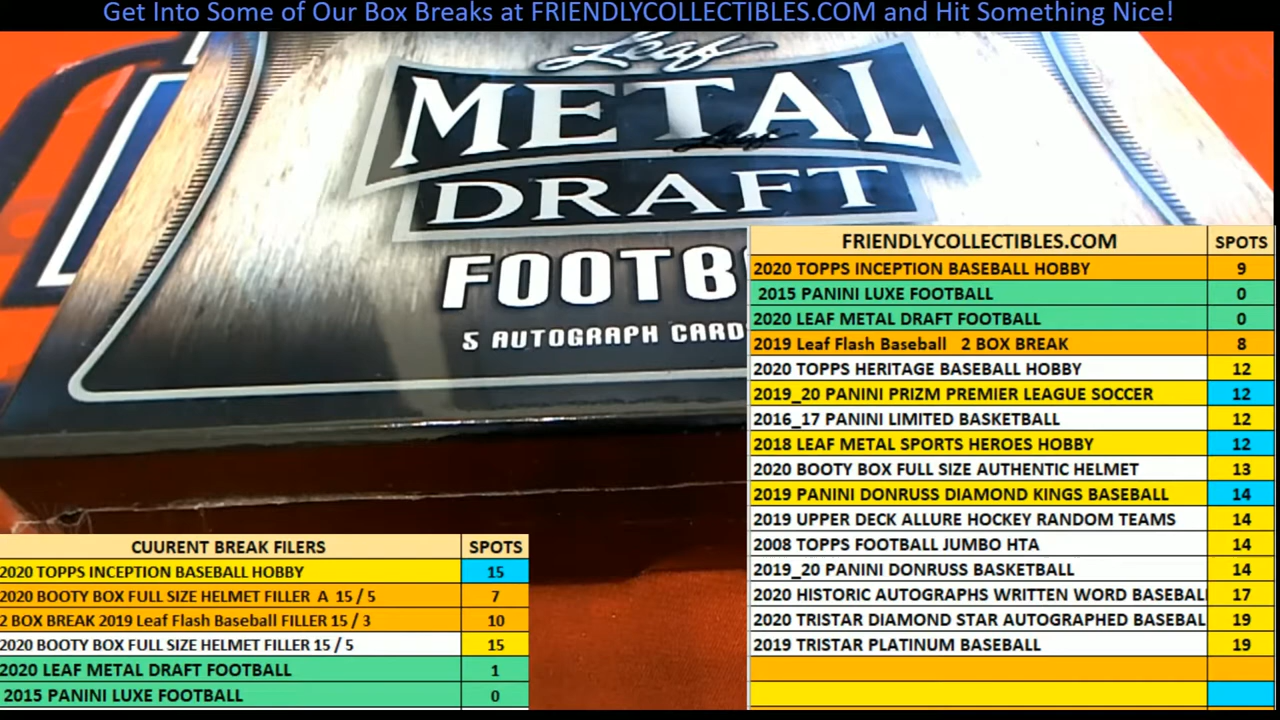 Get Into Some of Our Box Breaks at FRIENDLYCOLLECTIBLES.COM and Hit Something Nice!
Leaf
METAL
Leaf
DRAFT
FOOTB
5 AUTOGRAPH CARD
FRIENDLYCOLLECTIBLES.COM SPOTS
2020 TOPPS INCEPTION BASEBALL HOBBY 9
2015 PANINI LUXE FOOTBALL 0
2020 LEAF METAL DRAFT FOOTBALL 0
2019 Leaf Flash Baseball 2 BOX BREAK 8
2020 TOPPS HERITAGE BASEBALL HOBBY 12
2019_20 PANINI PRIZM PREMIER LEAGUE SOCCER 12
2016_17 PANINI LIMITED BASKETBALL 12
2018 LEAF METAL SPORTS HEROES HOBBY 12
2020 BOOTY BOX FULL SIZE AUTHENTIC HELMET 13
2019 PANINI DONRUSS DIAMOND KINGS BASEBALL 14
2019 UPPER DECK ALLURE HOCKEY RANDOM TEAMS 14
2008 TOPPS FOOTBALL JUMBO HTA 14
2019_20 PANINI DONRUSS BASKETBALL 14
2020 HISTORIC AUTOGRAPHS WRITTEN WORD BASEBAL 17
2020 TRISTAR DIAMOND STAR AUTOGRAPHED BASEBAL 19
2019 TRISTAR PLATINUM BASEBALL 19
CUURENT BREAK FILERS SPOTS
2020 TOPPS INCEPTION BASEBALL HOBBY 15
2020 BOOTY BOX FULL SIZE HELMET FILLER A 15 / 5 7
2 BOX BREAK 2019 Leaf Flash Baseball FILLER 15 / 3 10
2020 BOOTY BOX FULL SIZE HELMET FILLER 15 / 5 15
2020 LEAF METAL DRAFT FOOTBALL 1
2015 PANINI LUXE FOOTBALL 0